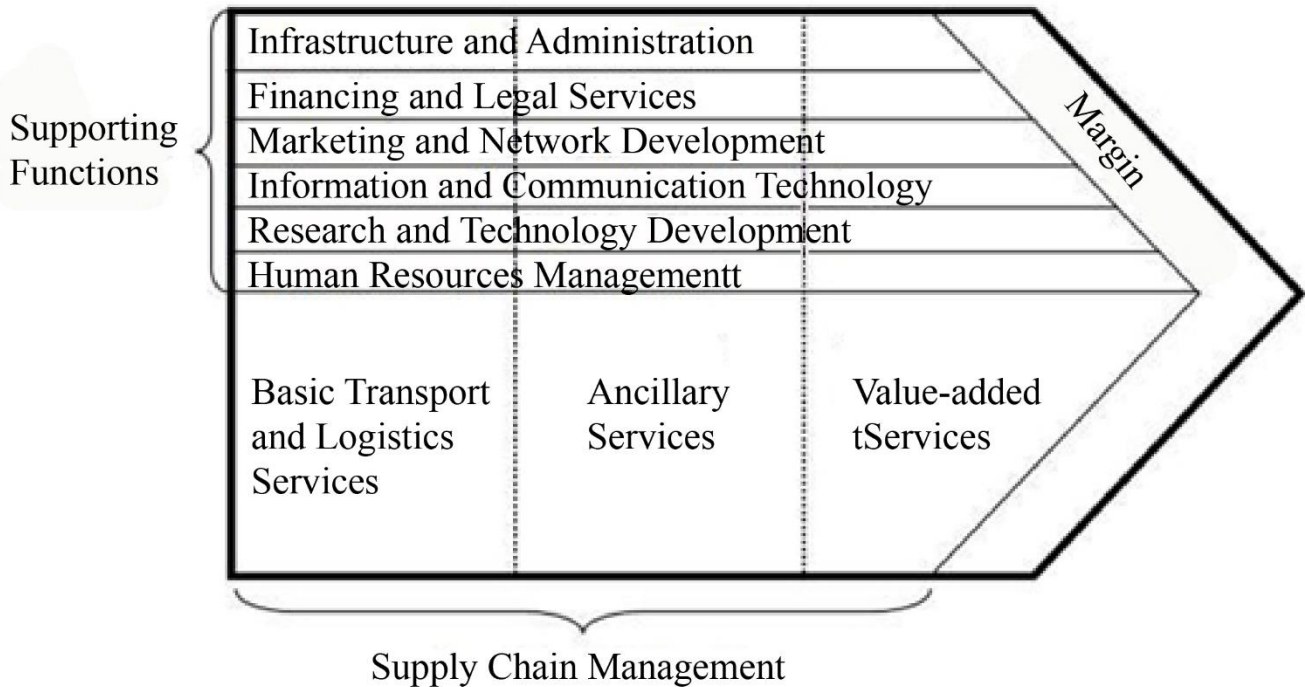 Infrastructure and Administration
Financing and Legal Services
Supporting
Functions
Marketing and Network Development
Information and Communication Technology
Research and Technology Development
Human Resources Managementt
Margin
Basic Transport
and Logistics
Services
Ancillary
Services
Value-added
tServices
Supply Chain Management